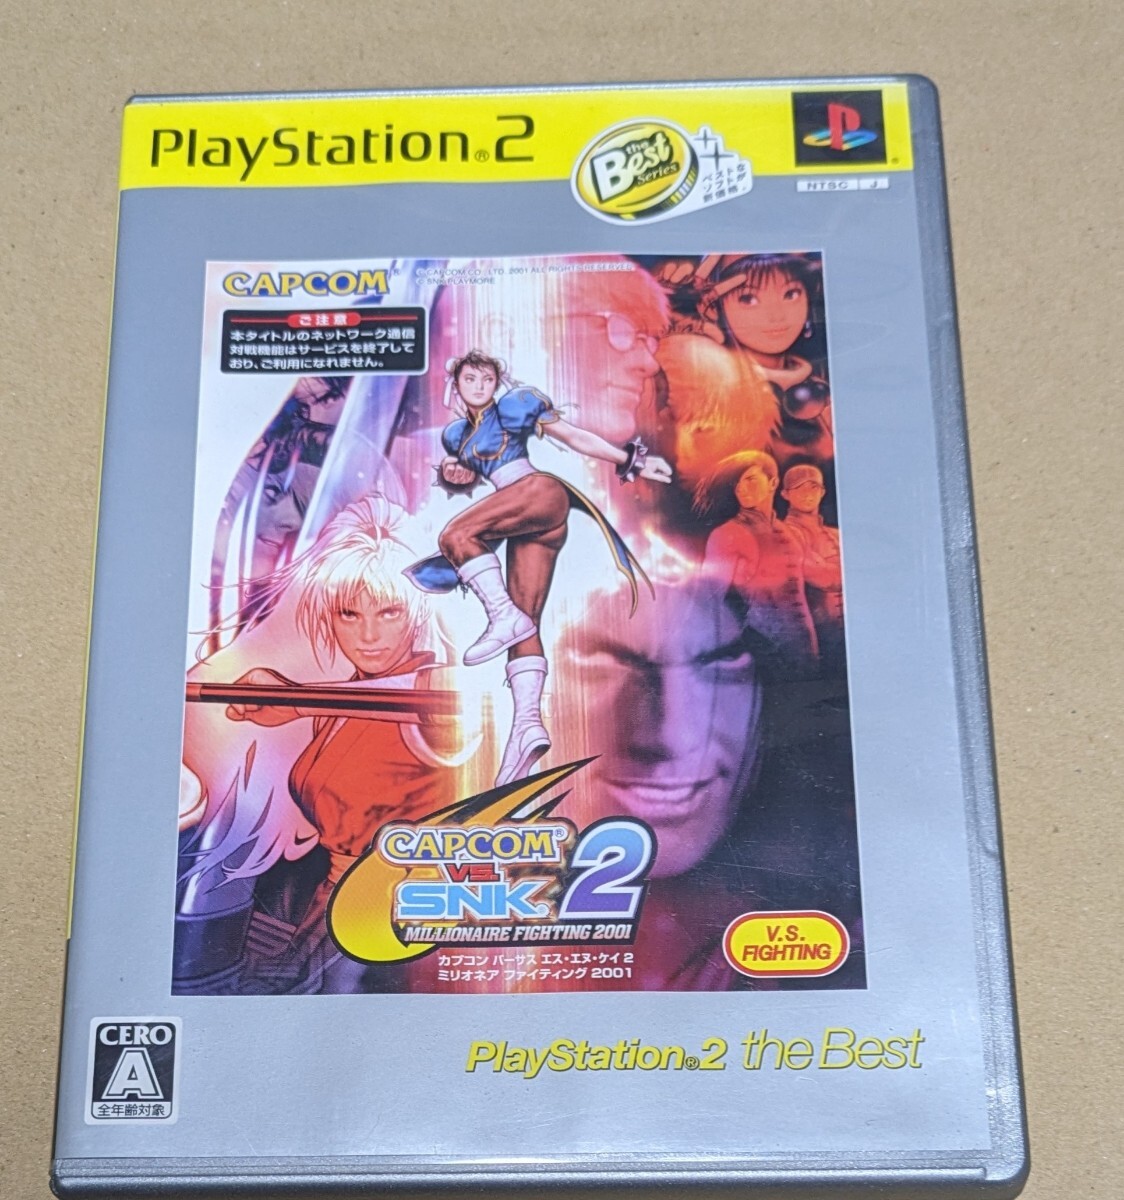 PlayStation®2
the
Best
Series
ベストな
ソフトが
新価格。
®
NTSC J
CAPCOM®
© CAPCOM CO., LTD. 2001 ALL RIGHTS RESERVED.
© SNK PLAYMORE
ご注意
本タイトルのネットワーク通信
対戦機能はサービスを終了して
おり、ご利用になれません。
CAPCOM®
VS.
SNK® 2
MILLIONAIRE FIGHTING 2001
カプコン バーサス エス・エヌ・ケイ 2
ミリオネア ファイティング 2001
V.S.
FIGHTING
CERO
A
全年齢対象
PlayStation®2 the Best